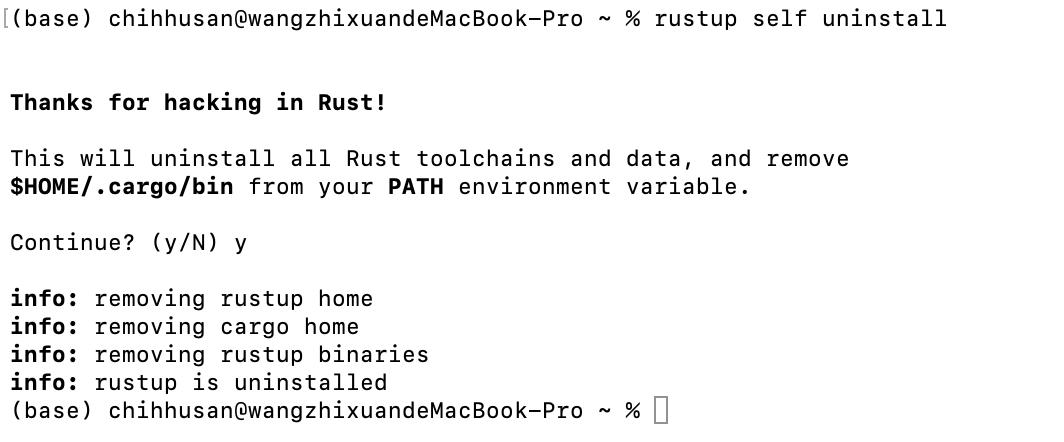 (base) chihhusan@wangzhixuandeMacBook-Pro ~ % rustup self uninstall
Thanks for hacking in Rust!
This will uninstall all Rust toolchains and data, and remove
$HOME/.cargo/bin from your PATH environment variable.
Continue? (y/N) y
info: removing rustup home
info: removing cargo home
info: removing rustup binaries
info: rustup is uninstalled
(base) chihhusan@wangzhixuandeMacBook-Pro ~ %